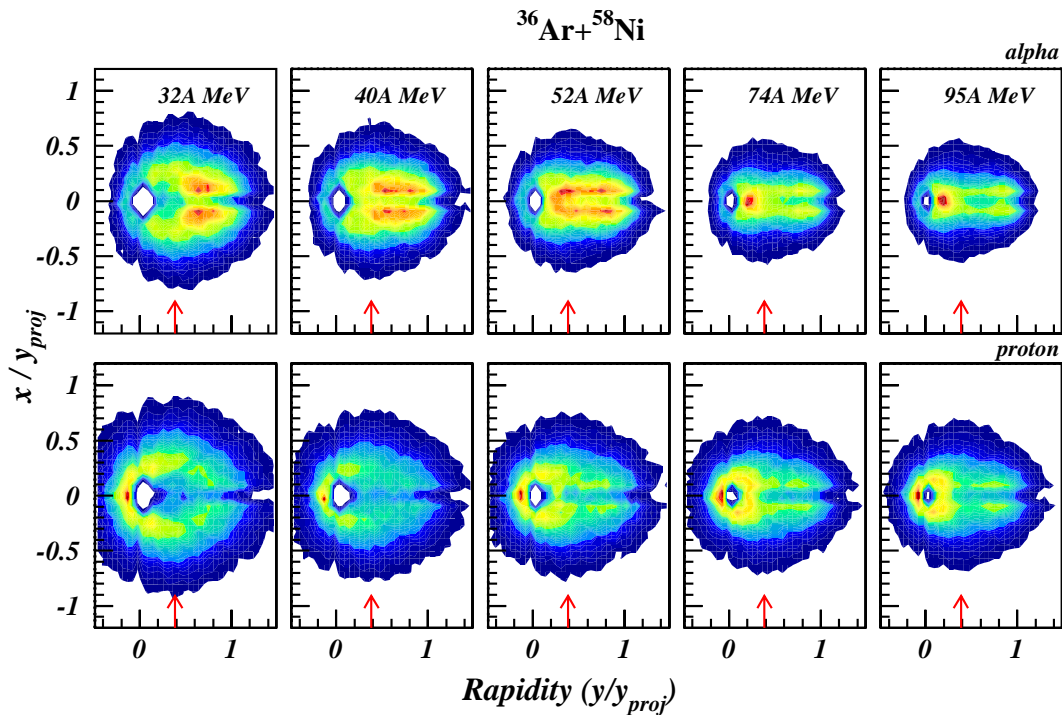 ³⁶Ar+⁵⁸Ni
alpha
32A MeV 40A MeV 52A MeV 74A MeV 95A MeV
1
0.5
0
-0.5
-1
proton
1
0.5
0
-0.5
-1
x / y_proj
0 1 0 1 0 1 0 1 0 1
Rapidity (y/y_proj)